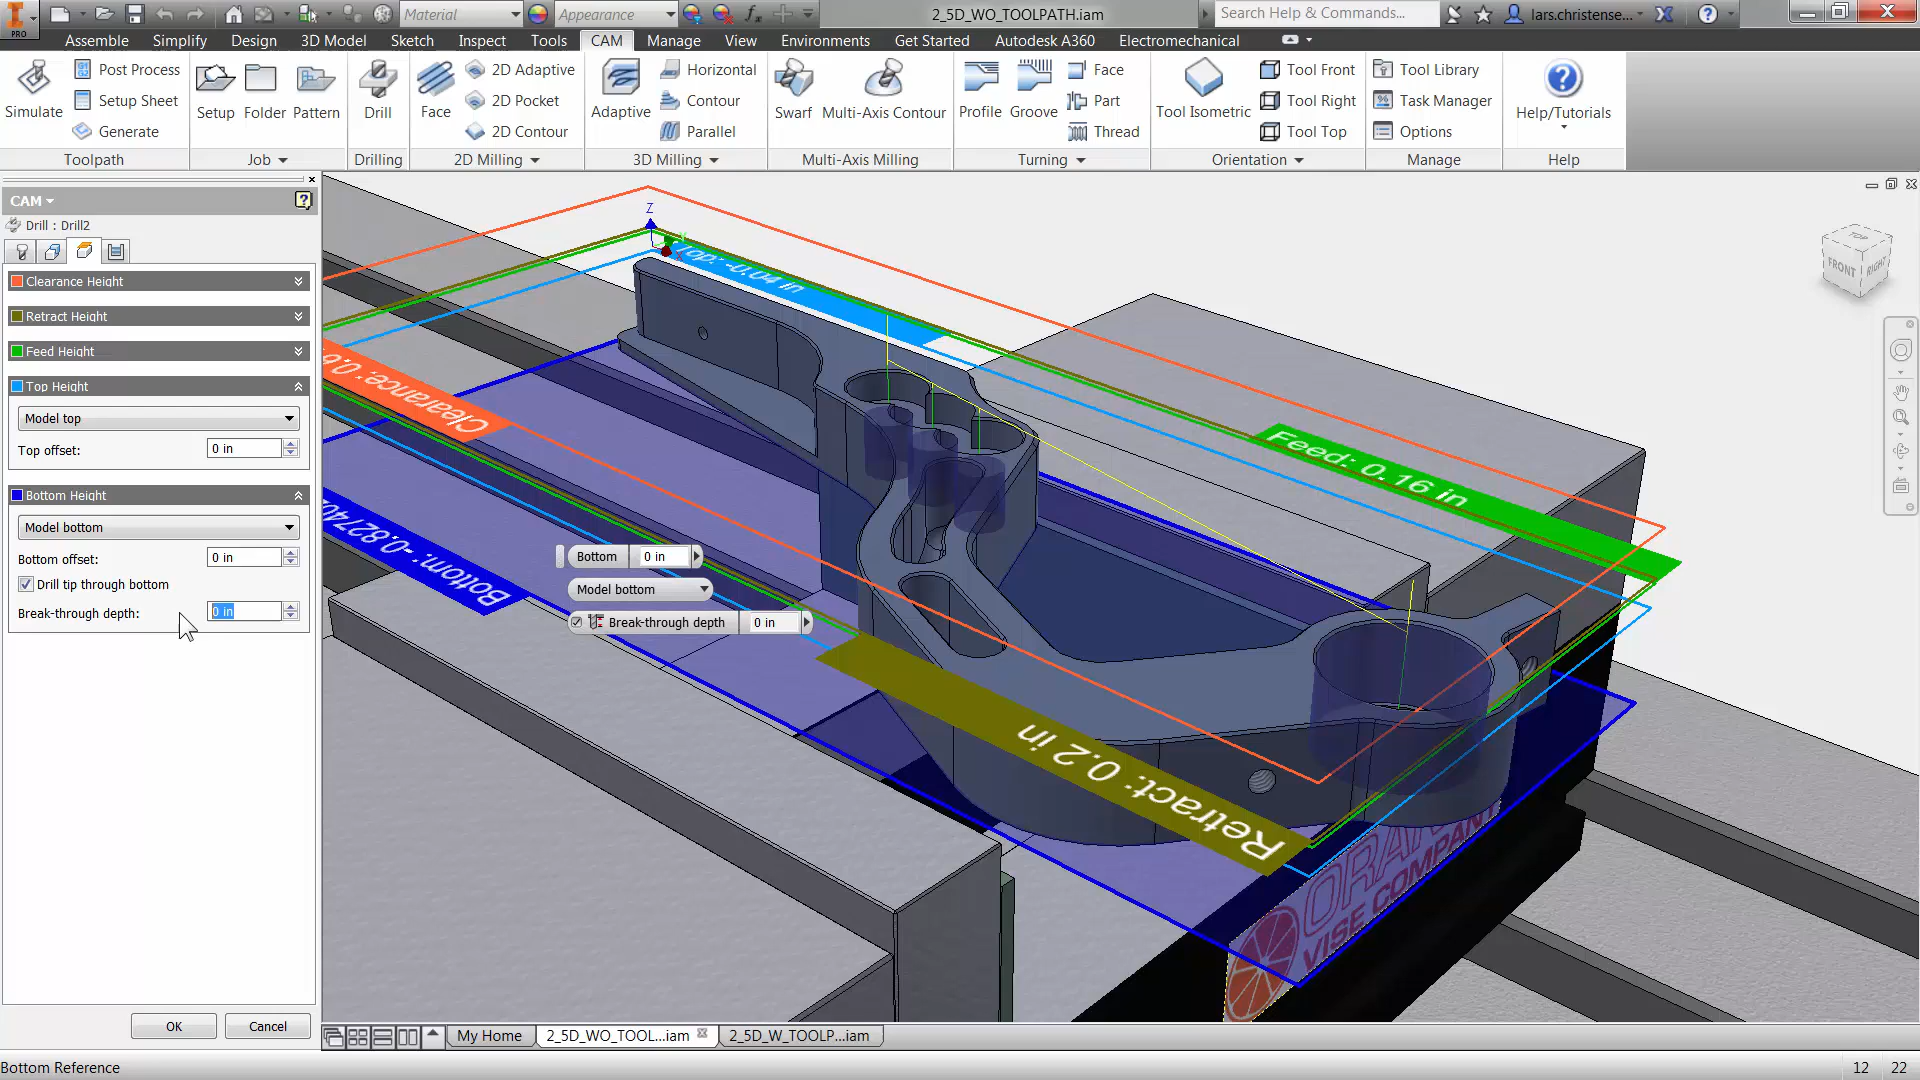 PRO
Material
Appearance
2_5D_WO_TOOLPATH.iam
Search Help & Commands...
lars.christense...
Assemble Simplify Design 3D Model Sketch Inspect Tools CAM Manage View Environments Get Started Autodesk A360 Electromechanical
Simulate
Post Process
Setup Sheet
Generate
Toolpath
Setup Folder Pattern
Job
Drill
Drilling
Face
2D Adaptive
2D Pocket
2D Contour
2D Milling
Adaptive
Horizontal
Contour
Parallel
3D Milling
Swarf Multi-Axis Contour
Multi-Axis Milling
Profile Groove
Face
Part
Thread
Turning
Tool Isometric
Tool Front
Tool Right
Tool Top
Orientation
Tool Library
Task Manager
Options
Manage
Help/Tutorials
Help
CAM
Drill : Drill2
Clearance Height
Retract Height
Feed Height
Top Height
Model top
Top offset: 0 in
Bottom Height
Model bottom
Bottom offset: 0 in
Drill tip through bottom
Break-through depth: 0 in
OK Cancel
Z
Top: -0.04 in
TOP
FRONT
RIGHT
Feed: 0.16 in
Retract: 0.2 in
Bottom 0 in
Model bottom
Break-through depth 0 in
VISE COMPANY
My Home 2_5D_WO_TOOL...iam 2_5D_W_TOOLP...iam
Bottom Reference
12 22